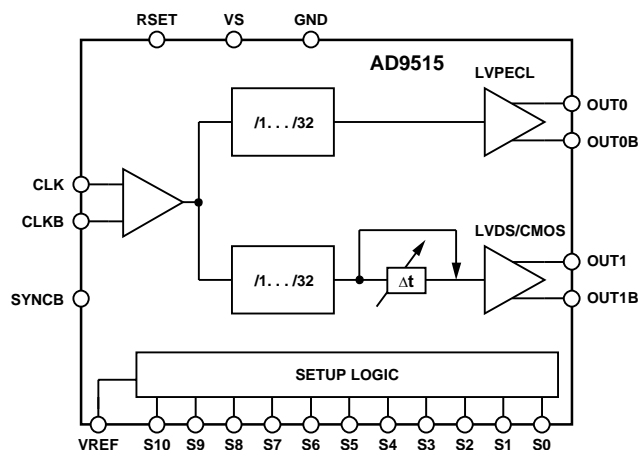 RSET VS GND
AD9515
LVPECL
/1. . . /32
OUT0
OUT0B
CLK
CLKB
LVDS/CMOS
OUT1
/1. . . /32
Δt
SYNCB
OUT1B
SETUP LOGIC
VREF S10 S9 S8 S7 S6 S5 S4 S3 S2 S1 S0